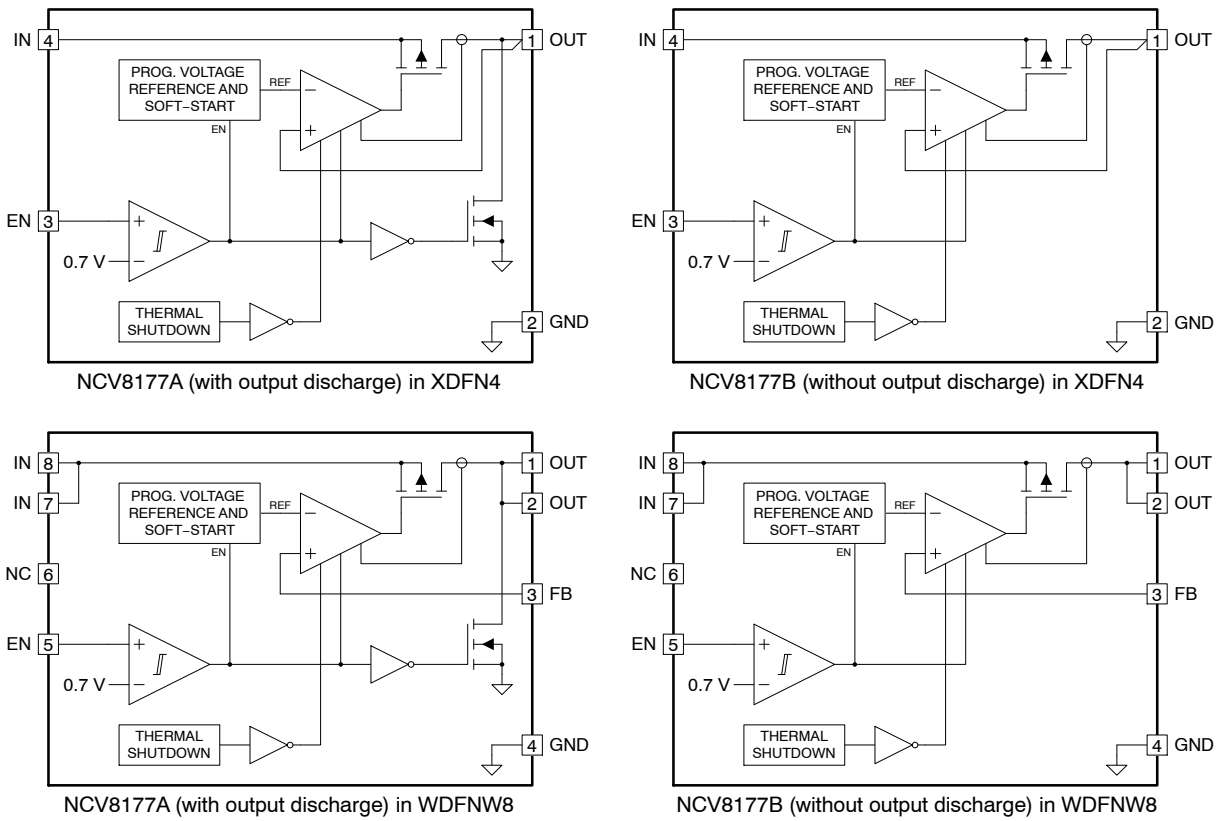 IN 4
1 OUT
PROG. VOLTAGE
REFERENCE AND
SOFT−START
REF
−
+
EN
EN 3
+
0.7 V
−
THERMAL
SHUTDOWN
2 GND
NCV8177A (with output discharge) in XDFN4
IN 4
1 OUT
PROG. VOLTAGE
REFERENCE AND
SOFT−START
REF
−
+
EN
EN 3
+
0.7 V
−
THERMAL
SHUTDOWN
2 GND
NCV8177B (without output discharge) in XDFN4
IN 8
1 OUT
IN 7
2 OUT
PROG. VOLTAGE
REFERENCE AND
SOFT−START
REF
−
+
EN
NC 6
3 FB
EN 5
+
0.7 V
−
THERMAL
SHUTDOWN
4 GND
NCV8177A (with output discharge) in WDFNW8
IN 8
1 OUT
IN 7
2 OUT
PROG. VOLTAGE
REFERENCE AND
SOFT−START
REF
−
+
EN
NC 6
3 FB
EN 5
+
0.7 V
−
THERMAL
SHUTDOWN
4 GND
NCV8177B (without output discharge) in WDFNW8